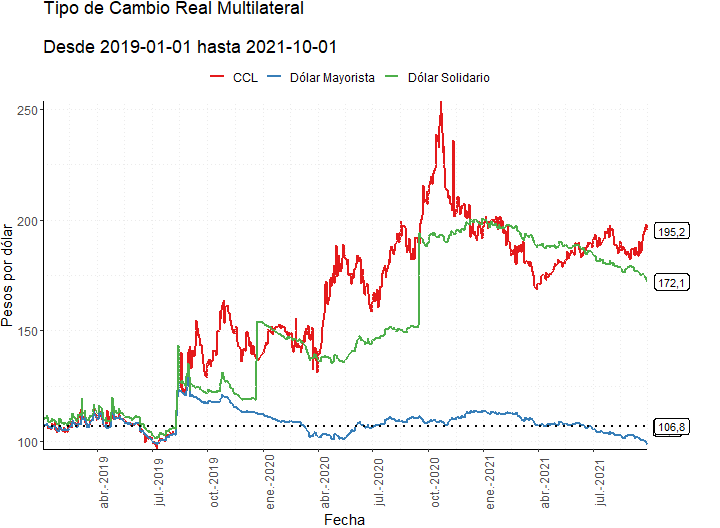 Tipo de Cambio Real Multilateral
Desde 2019-01-01 hasta 2021-10-01
CCL Dólar Mayorista Dólar Solidario
Pesos por dólar
250
200
150
100
195,2
172,1
106,8
abr.-2019
jul.-2019
oct.-2019
ene.-2020
abr.-2020
jul.-2020
oct.-2020
ene.-2021
abr.-2021
jul.-2021
Fecha